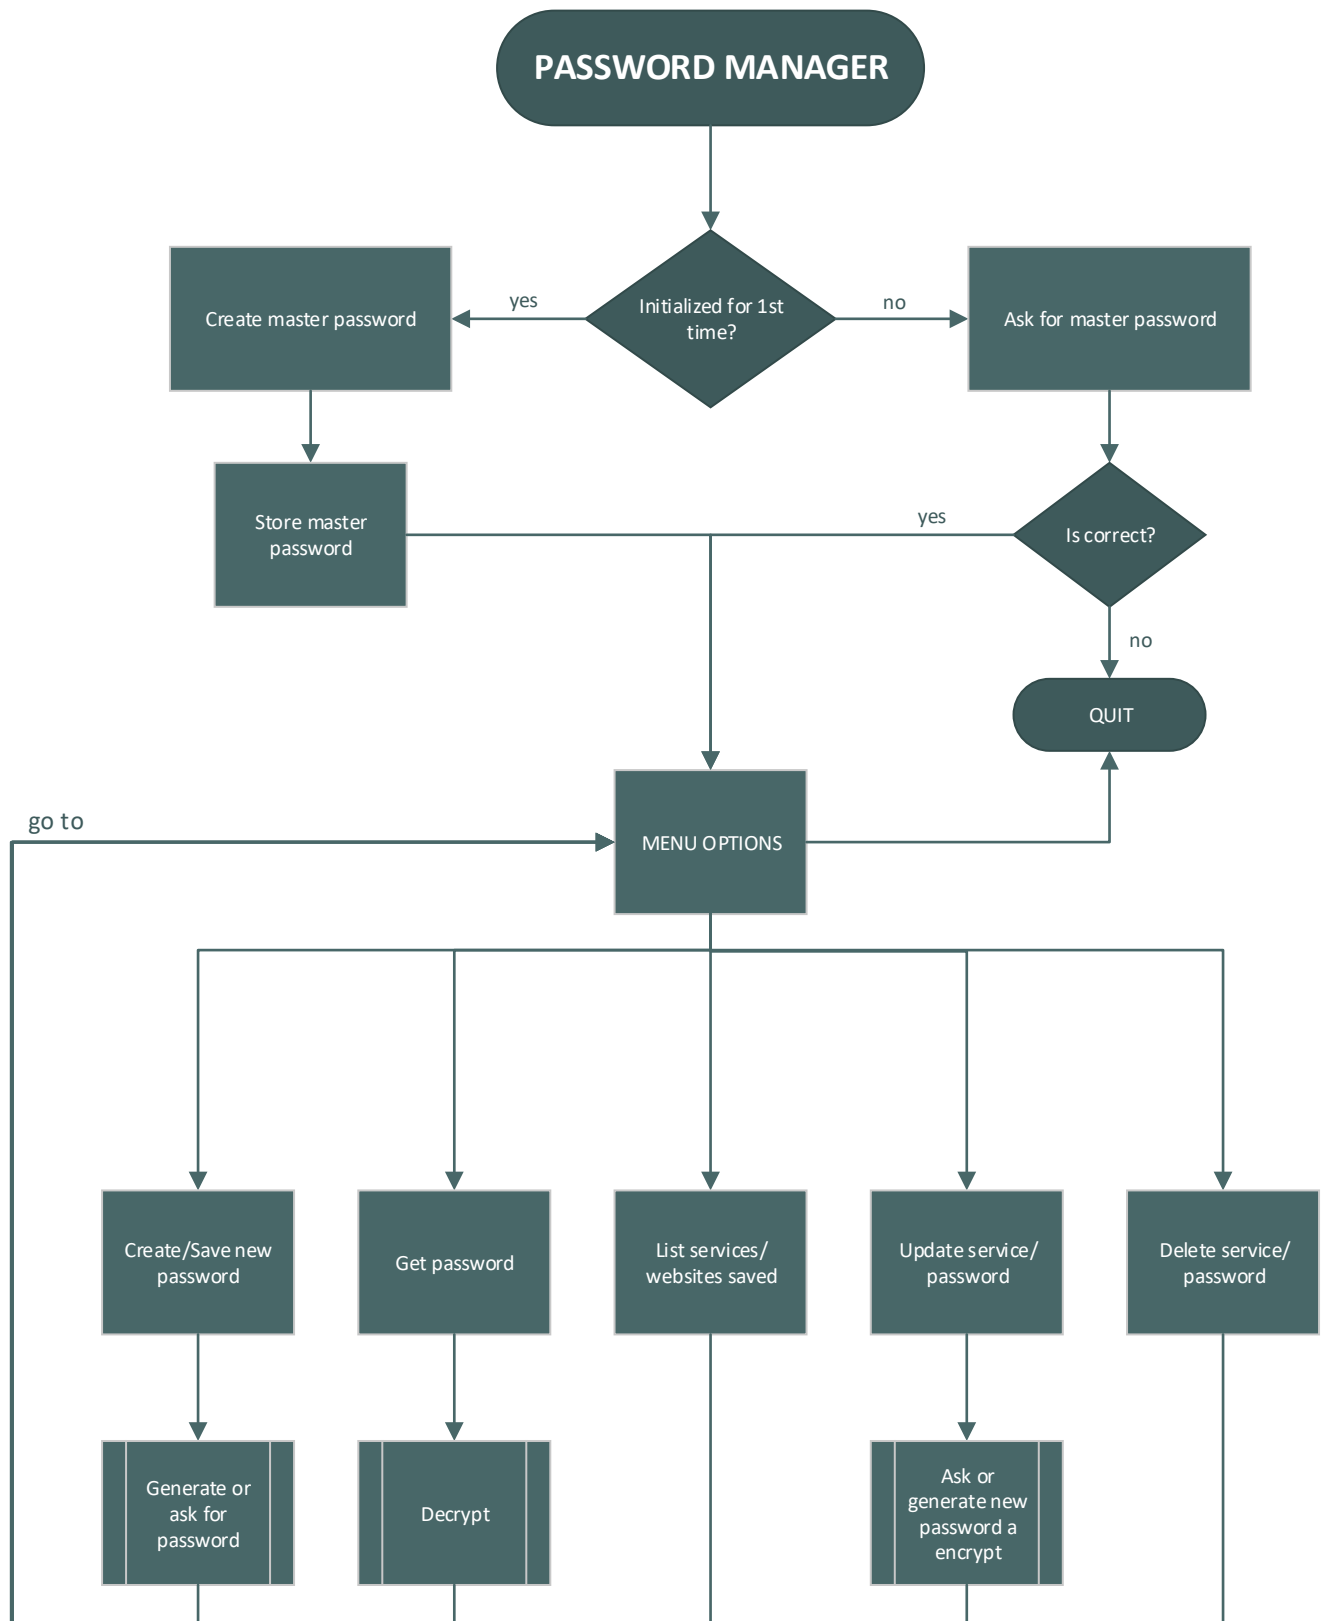 PASSWORD MANAGER
Initialized for 1st
time?
yes
no
Create master password
Ask for master password
Store master
password
yes
Is correct?
no
QUIT
go to
MENU OPTIONS
Create/Save new
password
Get password
List services/
websites saved
Update service/
password
Delete service/
password
Generate or
ask for
password
Decrypt
Ask or
generate new
password a
encrypt